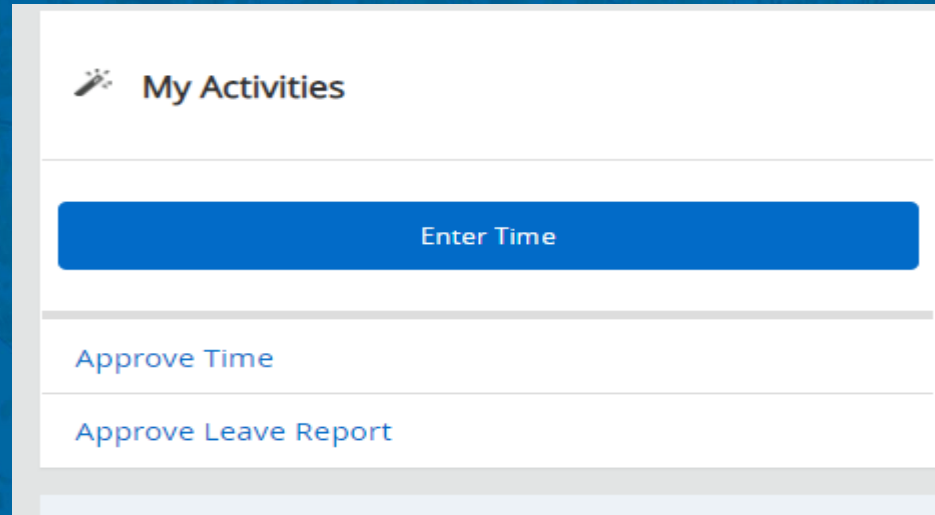 My Activities
Enter Time
Approve Time
Approve Leave Report